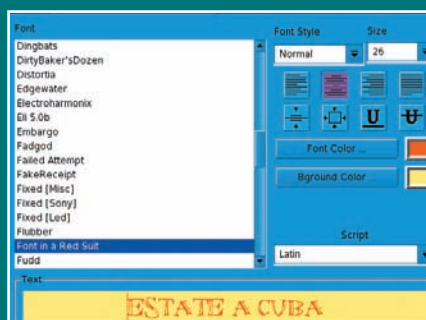 Font
Dingbats
DirtyBaker'sDozen
Distortia
Edgewater
Electroharmonix
Eli 5.0b
Embargo
Fadgod
Failed Attempt
FakeReceipt
Fixed [Misc]
Fixed [Sony]
Fixed [Led]
Flubber
Font in a Red Suit
Fudd
Font Style Size
Normal 26
U U
Font Color ...
Bground Color ...
Script
Latin
Text
ESTATE A CUBA